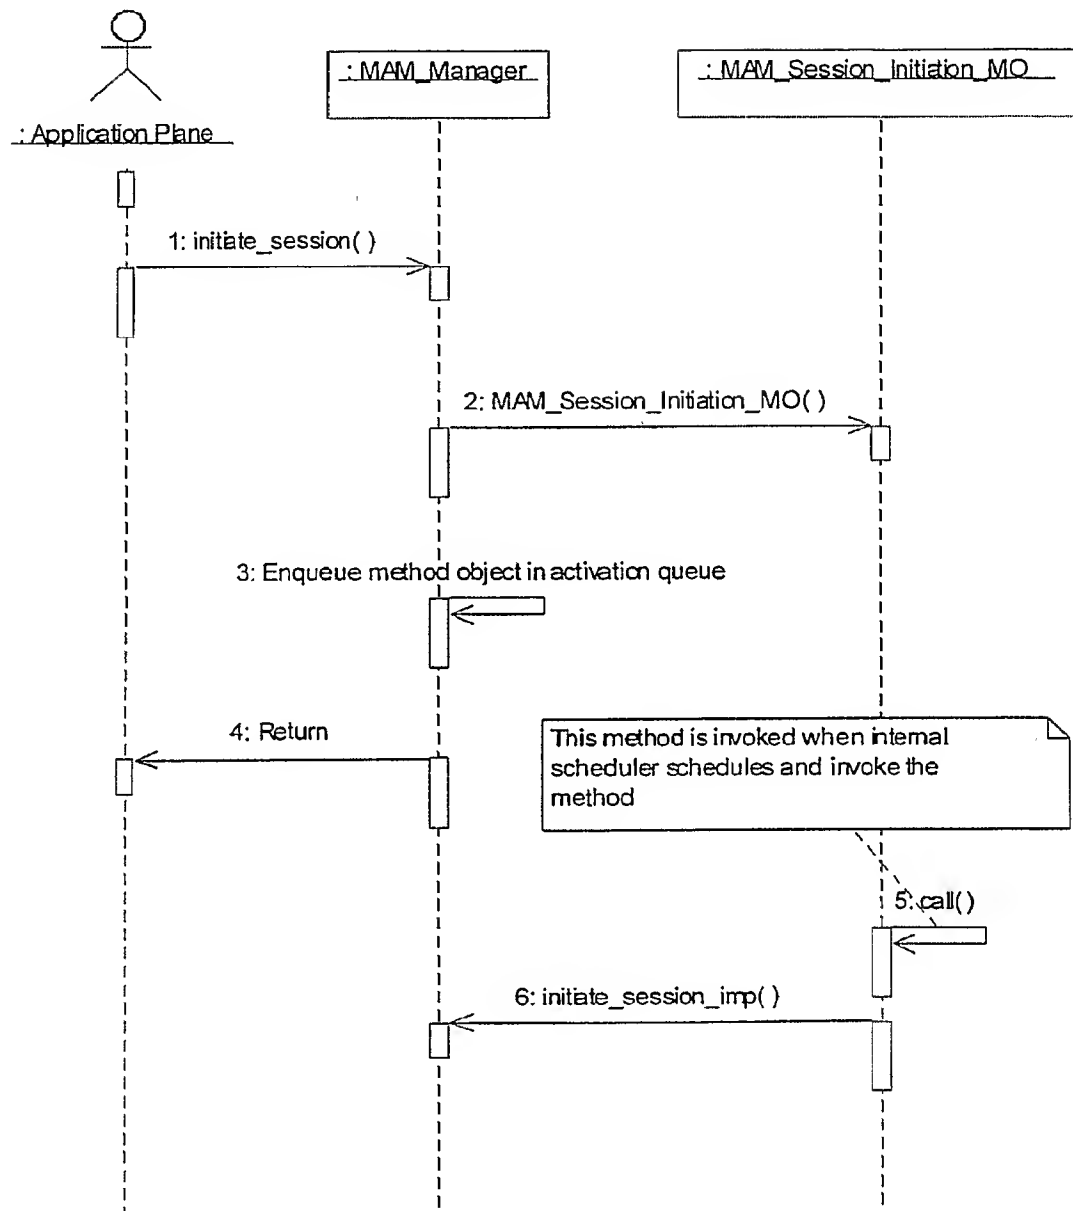 : MAM_Manager
: MAM_Session_Initiation_MO
: Application Plane
1: initiate_session( )
2: MAM_Session_Initiation_MO( )
3: Enqueue method object in activation queue
4: Return
This method is invoked when internal
scheduler schedules and invoke the
method
5: call()
6: initiate_session_imp( )